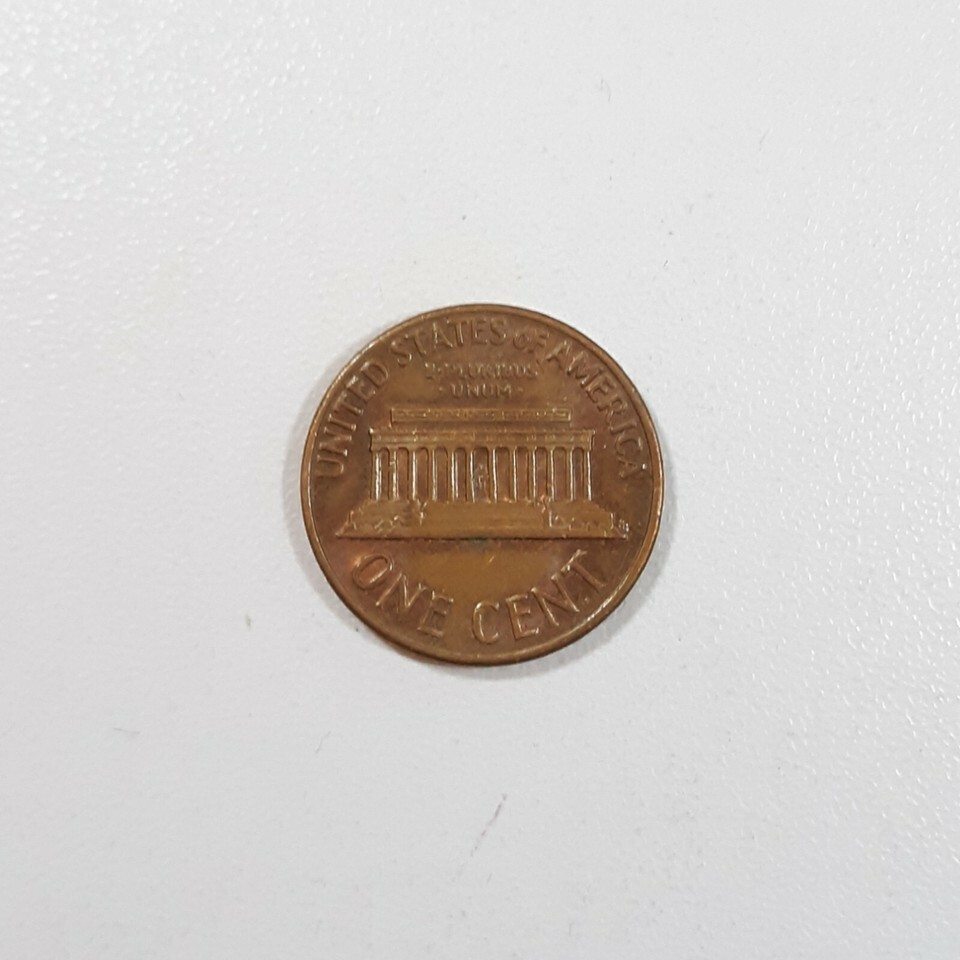 UNITED STATES OF AMERICA
E·PLURIBUS
·UNUM·
ONE CENT